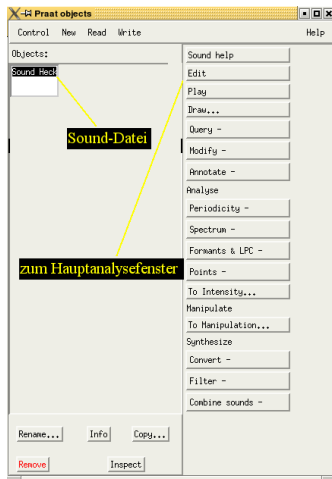 Praat objects
Control New Read Write Help
Objects:
Sound Heck
Sound-Datei
zum Hauptanalysefenster
Sound help
Edit
Play
Draw...
Query -
Modify -
Annotate -
Analyse
Periodicity -
Spectrum -
Formants & LPC -
Points -
To Intensity...
Manipulate
To Manipulation...
Synthesize
Convert -
Filter -
Combine sounds -
Rename... Info Copy...
Remove Inspect